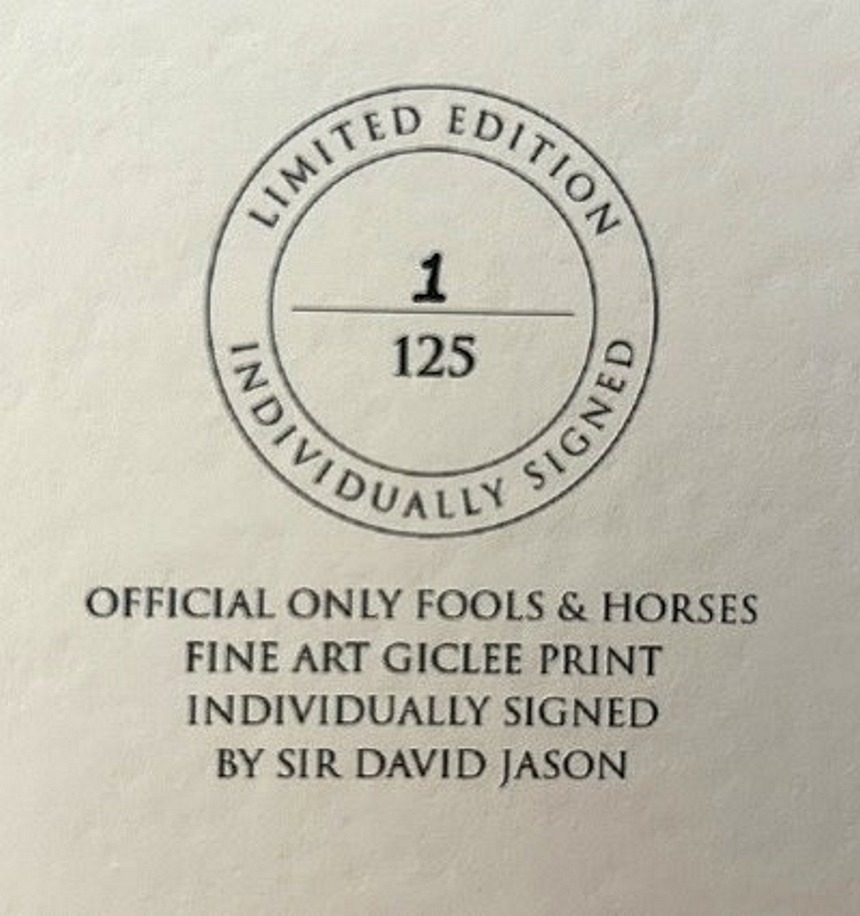 LIMITED EDITION
1
125
INDIVIDUALLY SIGNED
OFFICIAL ONLY FOOLS & HORSES
FINE ART GICLEE PRINT
INDIVIDUALLY SIGNED
BY SIR DAVID JASON